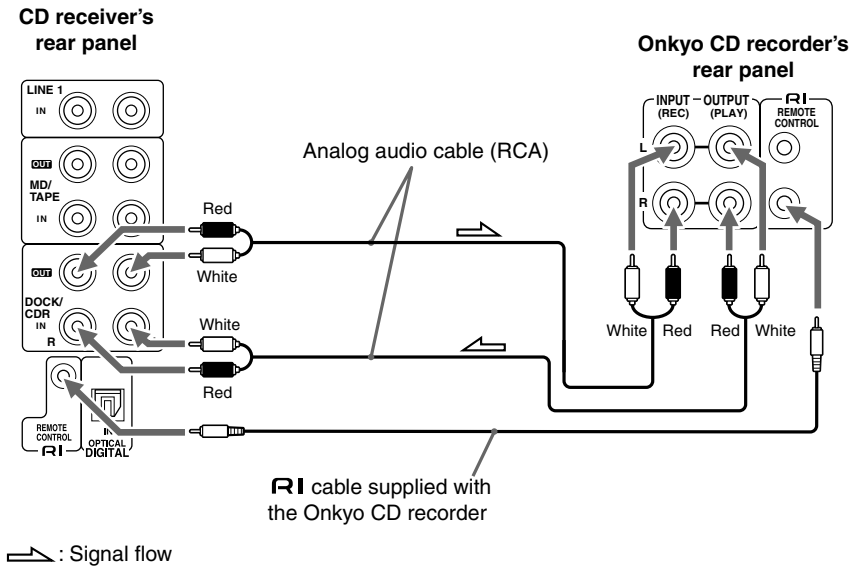 CD receiver's
rear panel
Onkyo CD recorder's
rear panel
LINE 1
IN
OUT
MD/
TAPE
IN
OUT
DOCK/
CDR
IN
R
REMOTE
CONTROL
RI
IN
OPTICAL
DIGITAL
Analog audio cable (RCA)
Red
White
White
Red
INPUT
(REC)
OUTPUT
(PLAY)
RI
REMOTE
CONTROL
L
R
White
Red
Red
White
RI cable supplied with
the Onkyo CD recorder
: Signal flow